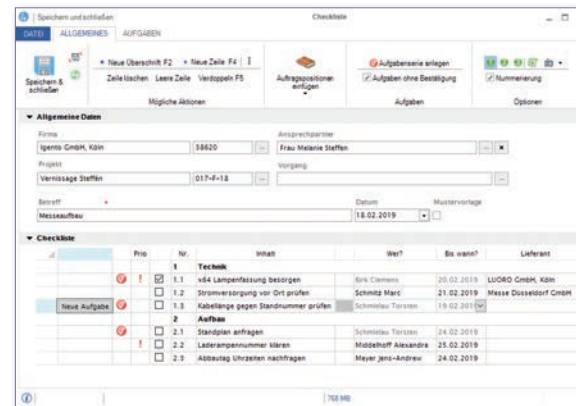 Speichern und schließen
Checkliste
DATEI ALLGEMEINES AUFGABEN
Speichern & schließen
Neue Überschrift F2 Neue Zeile F4
Zeile löschen Leere Zeile Verdoppeln F5
Mögliche Aktionen
Auftragspositionen einfügen
Aufgabenserie anlegen
Aufgaben ohne Bestätigung
Aufgaben
Nummerierung
Optionen
Allgemeine Daten
Firma Ansprechpartner
Igento GmbH, Köln 58620 ... Frau Melanie Steffen ...
Projekt Vorgang
Vernissage Steffen 017-F-18 ... ...
Betreff * Datum Mustervorlage
Messeaufbau 18.02.2019
Checkliste
Prio Nr. Inhalt Wer? Bis wann? Lieferant
1 Technik
! 1.1 x64 Lampenfassung besorgen Birk Clemens 20.02.2019 LUORO GmbH, Köln
1.2 Stromversorgung vor Ort prüfen Schmitz Marc 21.02.2019 Messe Düsseldorf GmbH
Neue Aufgabe 1.3 Kabellänge gegen Standnummer prüfen Schmielau Torsten 19.02.2019
2 Aufbau
2.1 Standplan anfragen Schmielau Torsten 24.02.2019
! 2.2 Laderampennummer klären Middelhoff Alexandra 25.02.2019
2.3 Abbautag Uhrzeiten nachfragen Meyer Jens-Andrew 24.02.2019
768 MB